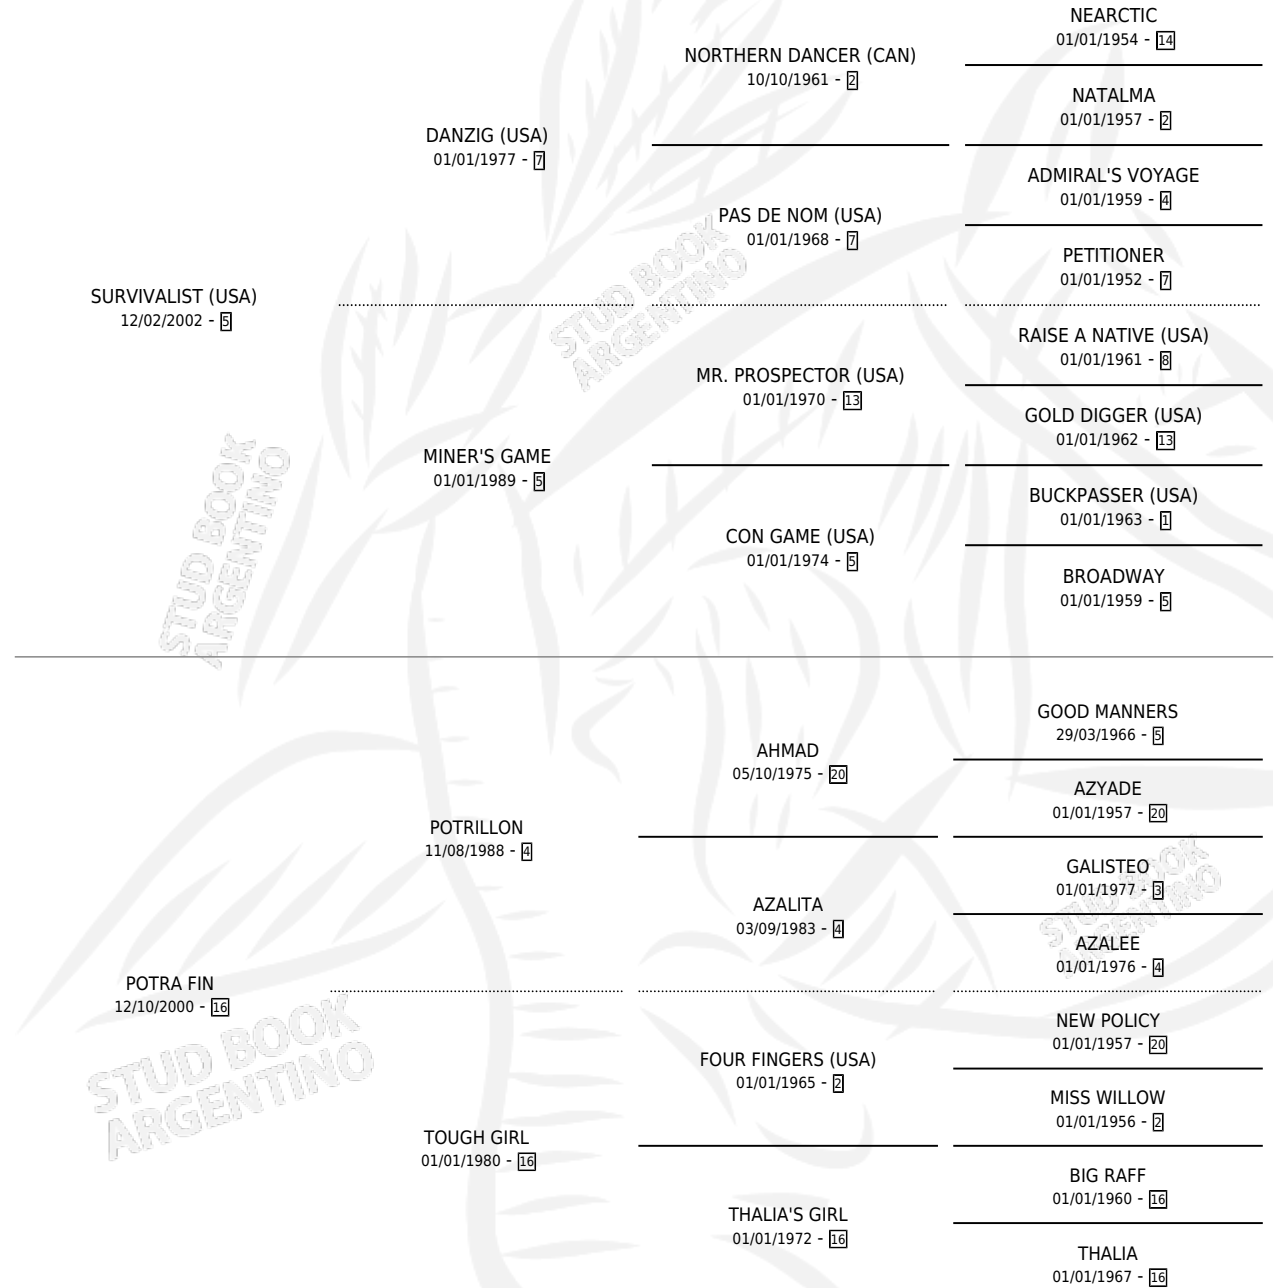 NEARCTIC
01/01/1954 - 14
NORTHERN DANCER (CAN)
10/10/1961 - 2
NATALMA
01/01/1957 - 2
DANZIG (USA)
01/01/1977 - 7
ADMIRAL'S VOYAGE
01/01/1959 - 4
PAS DE NOM (USA)
01/01/1968 - 7
PETITIONER
01/01/1952 - 7
SURVIVALIST (USA)
12/02/2002 - 5
STUD BOOK
ARGENTINO
RAISE A NATIVE (USA)
01/01/1961 - 8
MR. PROSPECTOR (USA)
01/01/1970 - 13
GOLD DIGGER (USA)
01/01/1962 - 13
MINER'S GAME
01/01/1989 - 5
BUCKPASSER (USA)
01/01/1963 - 1
CON GAME (USA)
01/01/1974 - 5
BROADWAY
01/01/1959 - 5
STUD BOOK
ARGENTINO
GOOD MANNERS
29/03/1966 - 5
AHMAD
05/10/1975 - 20
AZYADE
01/01/1957 - 20
POTRILLON
11/08/1988 - 4
GALISTEO
01/01/1977 - 3
AZALITA
03/09/1983 - 4
STUD BOOK
ARGENTINO
AZALEE
01/01/1976 - 4
POTRA FIN
12/10/2000 - 16
NEW POLICY
01/01/1957 - 20
FOUR FINGERS (USA)
01/01/1965 - 2
MISS WILLOW
01/01/1956 - 2
STUD BOOK
ARGENTINO
TOUGH GIRL
01/01/1980 - 16
BIG RAFF
01/01/1960 - 16
THALIA'S GIRL
01/01/1972 - 16
THALIA
01/01/1967 - 16